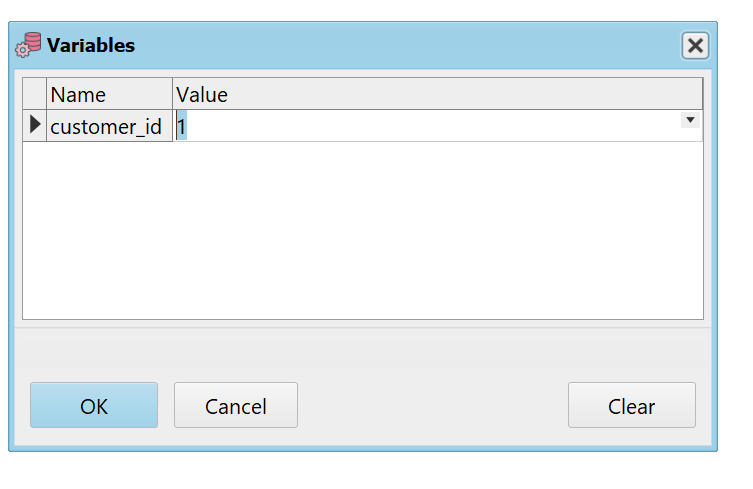 Variables
Name Value
customer_id 1
OK Cancel Clear